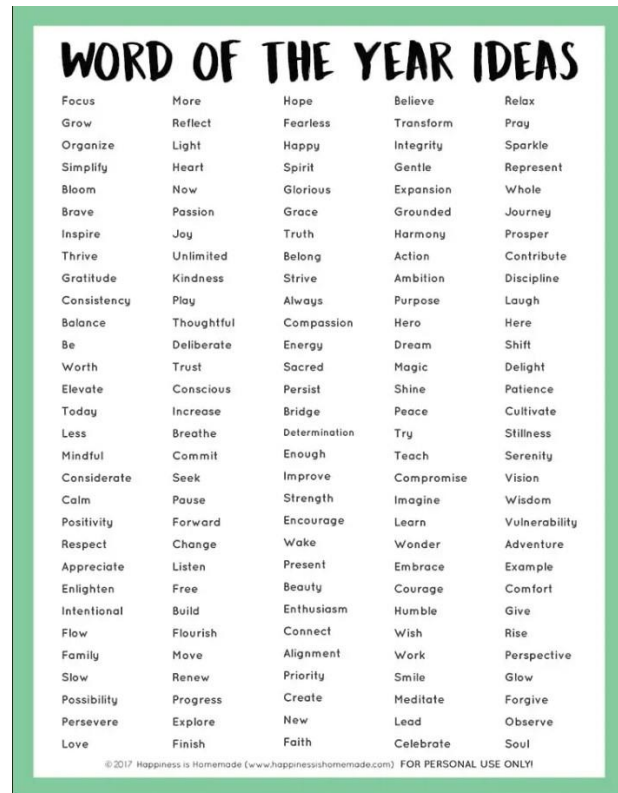 WORD OF THE YEAR IDEAS
Focus More Hope Believe Relax
Grow Reflect Fearless Transform Pray
Organize Light Happy Integrity Sparkle
Simplify Heart Spirit Gentle Represent
Bloom Now Glorious Expansion Whole
Brave Passion Grace Grounded Journey
Inspire Joy Truth Harmony Prosper
Thrive Unlimited Belong Action Contribute
Gratitude Kindness Strive Ambition Discipline
Consistency Play Always Purpose Laugh
Balance Thoughtful Compassion Hero Here
Be Deliberate Energy Dream Shift
Worth Trust Sacred Magic Delight
Elevate Conscious Persist Shine Patience
Today Increase Bridge Peace Cultivate
Less Breathe Determination Try Stillness
Mindful Commit Enough Teach Serenity
Considerate Seek Improve Compromise Vision
Calm Pause Strength Imagine Wisdom
Positivity Forward Encourage Learn Vulnerability
Respect Change Wake Wonder Adventure
Appreciate Listen Present Embrace Example
Enlighten Free Beauty Courage Comfort
Intentional Build Enthusiasm Humble Give
Flow Flourish Connect Wish Rise
Family Move Alignment Work Perspective
Slow Renew Priority Smile Glow
Possibility Progress Create Meditate Forgive
Persevere Explore New Lead Observe
Love Finish Faith Celebrate Soul
©2017 Happiness is Homemade (www.happinessishomemade.com) FOR PERSONAL USE ONLY!